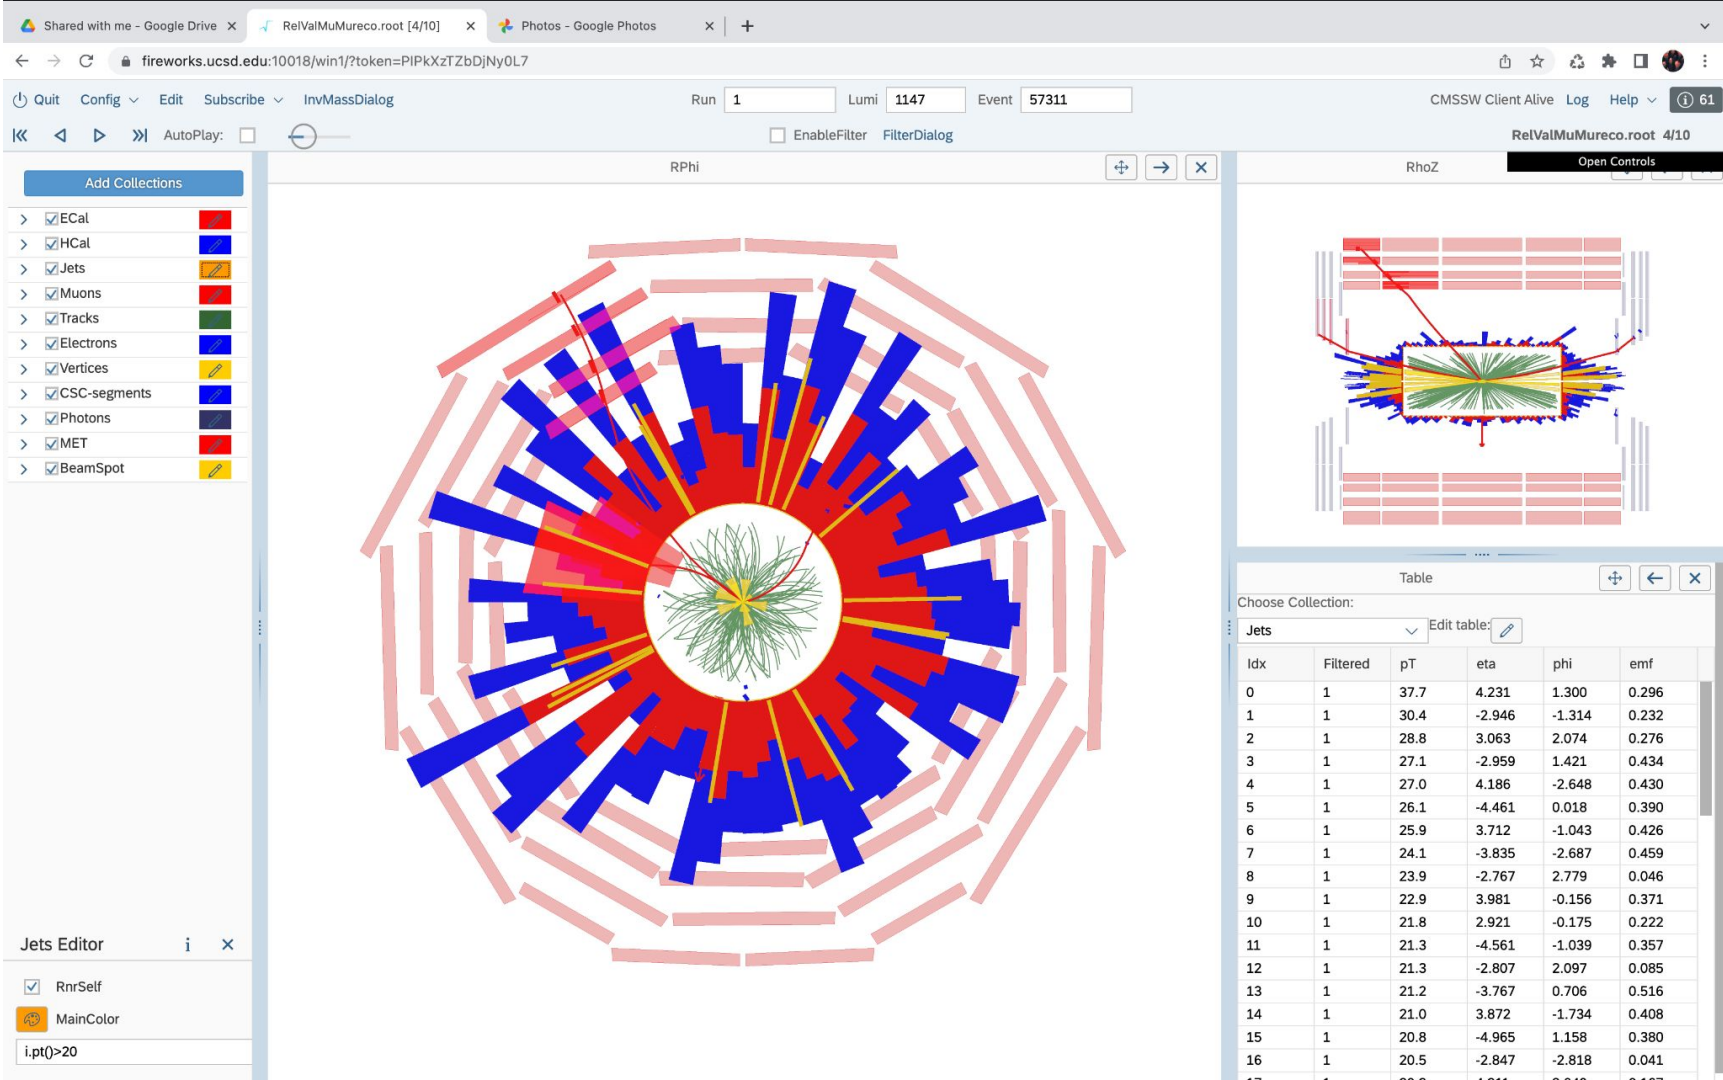 Shared with me - Google Drive
RelValMuMureco.root [4/10]
Photos - Google Photos
fireworks.ucsd.edu:10018/win1/?token=PIPkXzTZbDjNy0L7
Quit Config Edit Subscribe InvMassDialog Run 1 Lumi 1147 Event 57311 CMSSW Client Alive Log Help 61
AutoPlay: EnableFilter FilterDialog RelValMuMureco.root 4/10
Open Controls
Add Collections
ECal
HCal
Jets
Muons
Tracks
Electrons
Vertices
CSC-segments
Photons
MET
BeamSpot
Jets Editor i
RnrSelf
MainColor
i.pt()>20
RPhi
RhoZ
Table
Choose Collection:
Jets Edit table:
Idx Filtered pT eta phi emf
0 1 37.7 4.231 1.300 0.296
1 1 30.4 -2.946 -1.314 0.232
2 1 28.8 3.063 2.074 0.276
3 1 27.1 -2.959 1.421 0.434
4 1 27.0 4.186 -2.648 0.430
5 1 26.1 -4.461 0.018 0.390
6 1 25.9 3.712 -1.043 0.426
7 1 24.1 -3.835 -2.687 0.459
8 1 23.9 -2.767 2.779 0.046
9 1 22.9 3.981 -0.156 0.371
10 1 21.8 2.921 -0.175 0.222
11 1 21.3 -4.561 -1.039 0.357
12 1 21.3 -2.807 2.097 0.085
13 1 21.2 -3.767 0.706 0.516
14 1 21.0 3.872 -1.734 0.408
15 1 20.8 -4.965 1.158 0.380
16 1 20.5 -2.847 -2.818 0.041